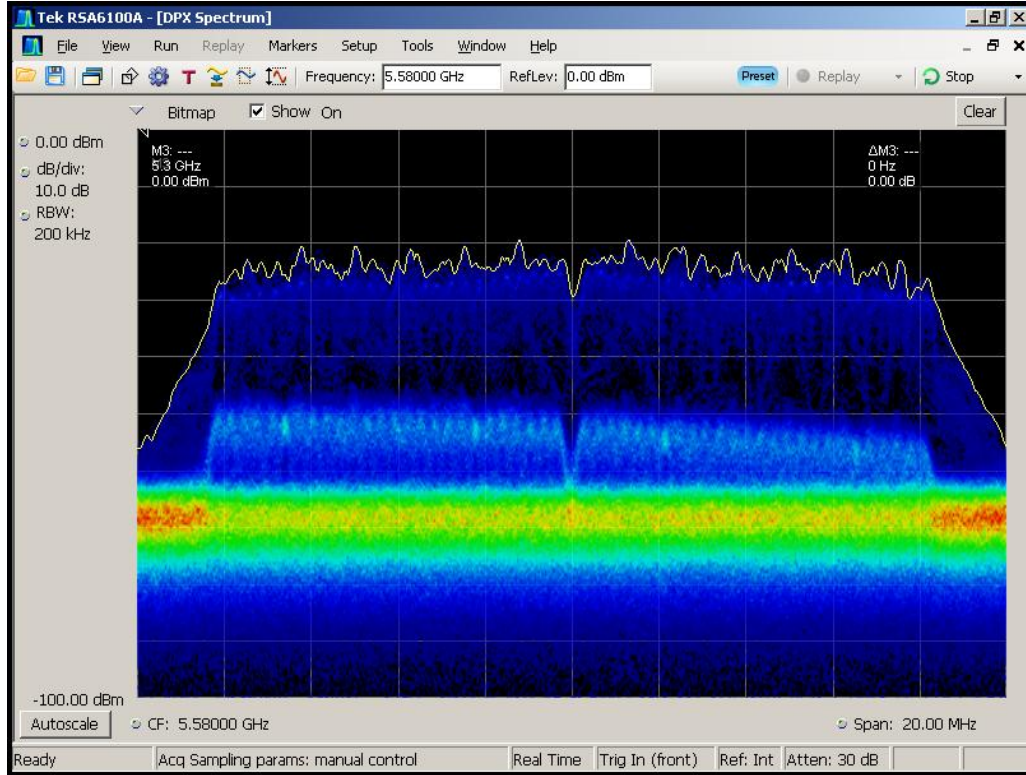 Tek RSA6100A - [DPX Spectrum]
File View Run Replay Markers Setup Tools Window Help
Frequency: 5.58000 GHz RefLev: 0.00 dBm Preset Replay Stop
Bitmap Show On Clear
0.00 dBm
dB/div:
10.0 dB
RBW:
200 kHz
M3: ---
5.3 GHz
0.00 dBm
ΔM3: ---
0 Hz
0.00 dB
-100.00 dBm
Autoscale CF: 5.58000 GHz Span: 20.00 MHz
Ready Acq Sampling params: manual control Real Time Trig In (front) Ref: Int Atten: 30 dB